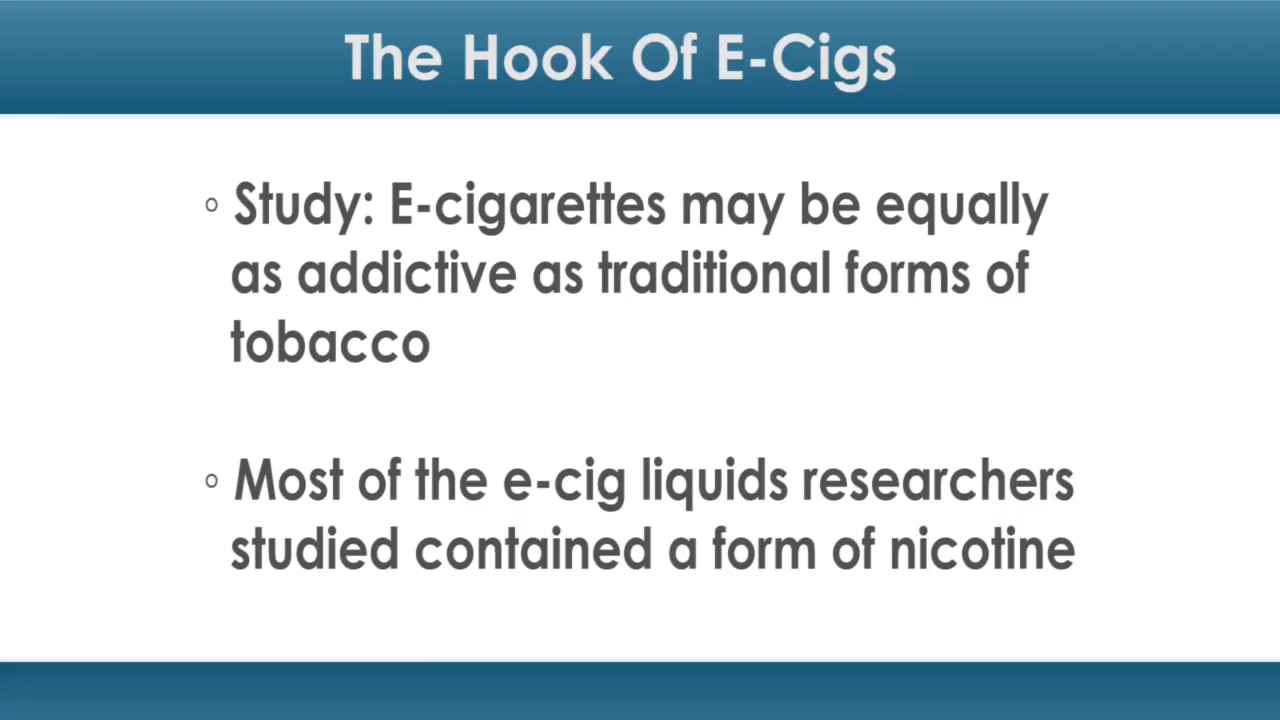 The Hook Of E-Cigs
◦ Study: E-cigarettes may be equally
as addictive as traditional forms of
tobacco
◦ Most of the e-cig liquids researchers
studied contained a form of nicotine